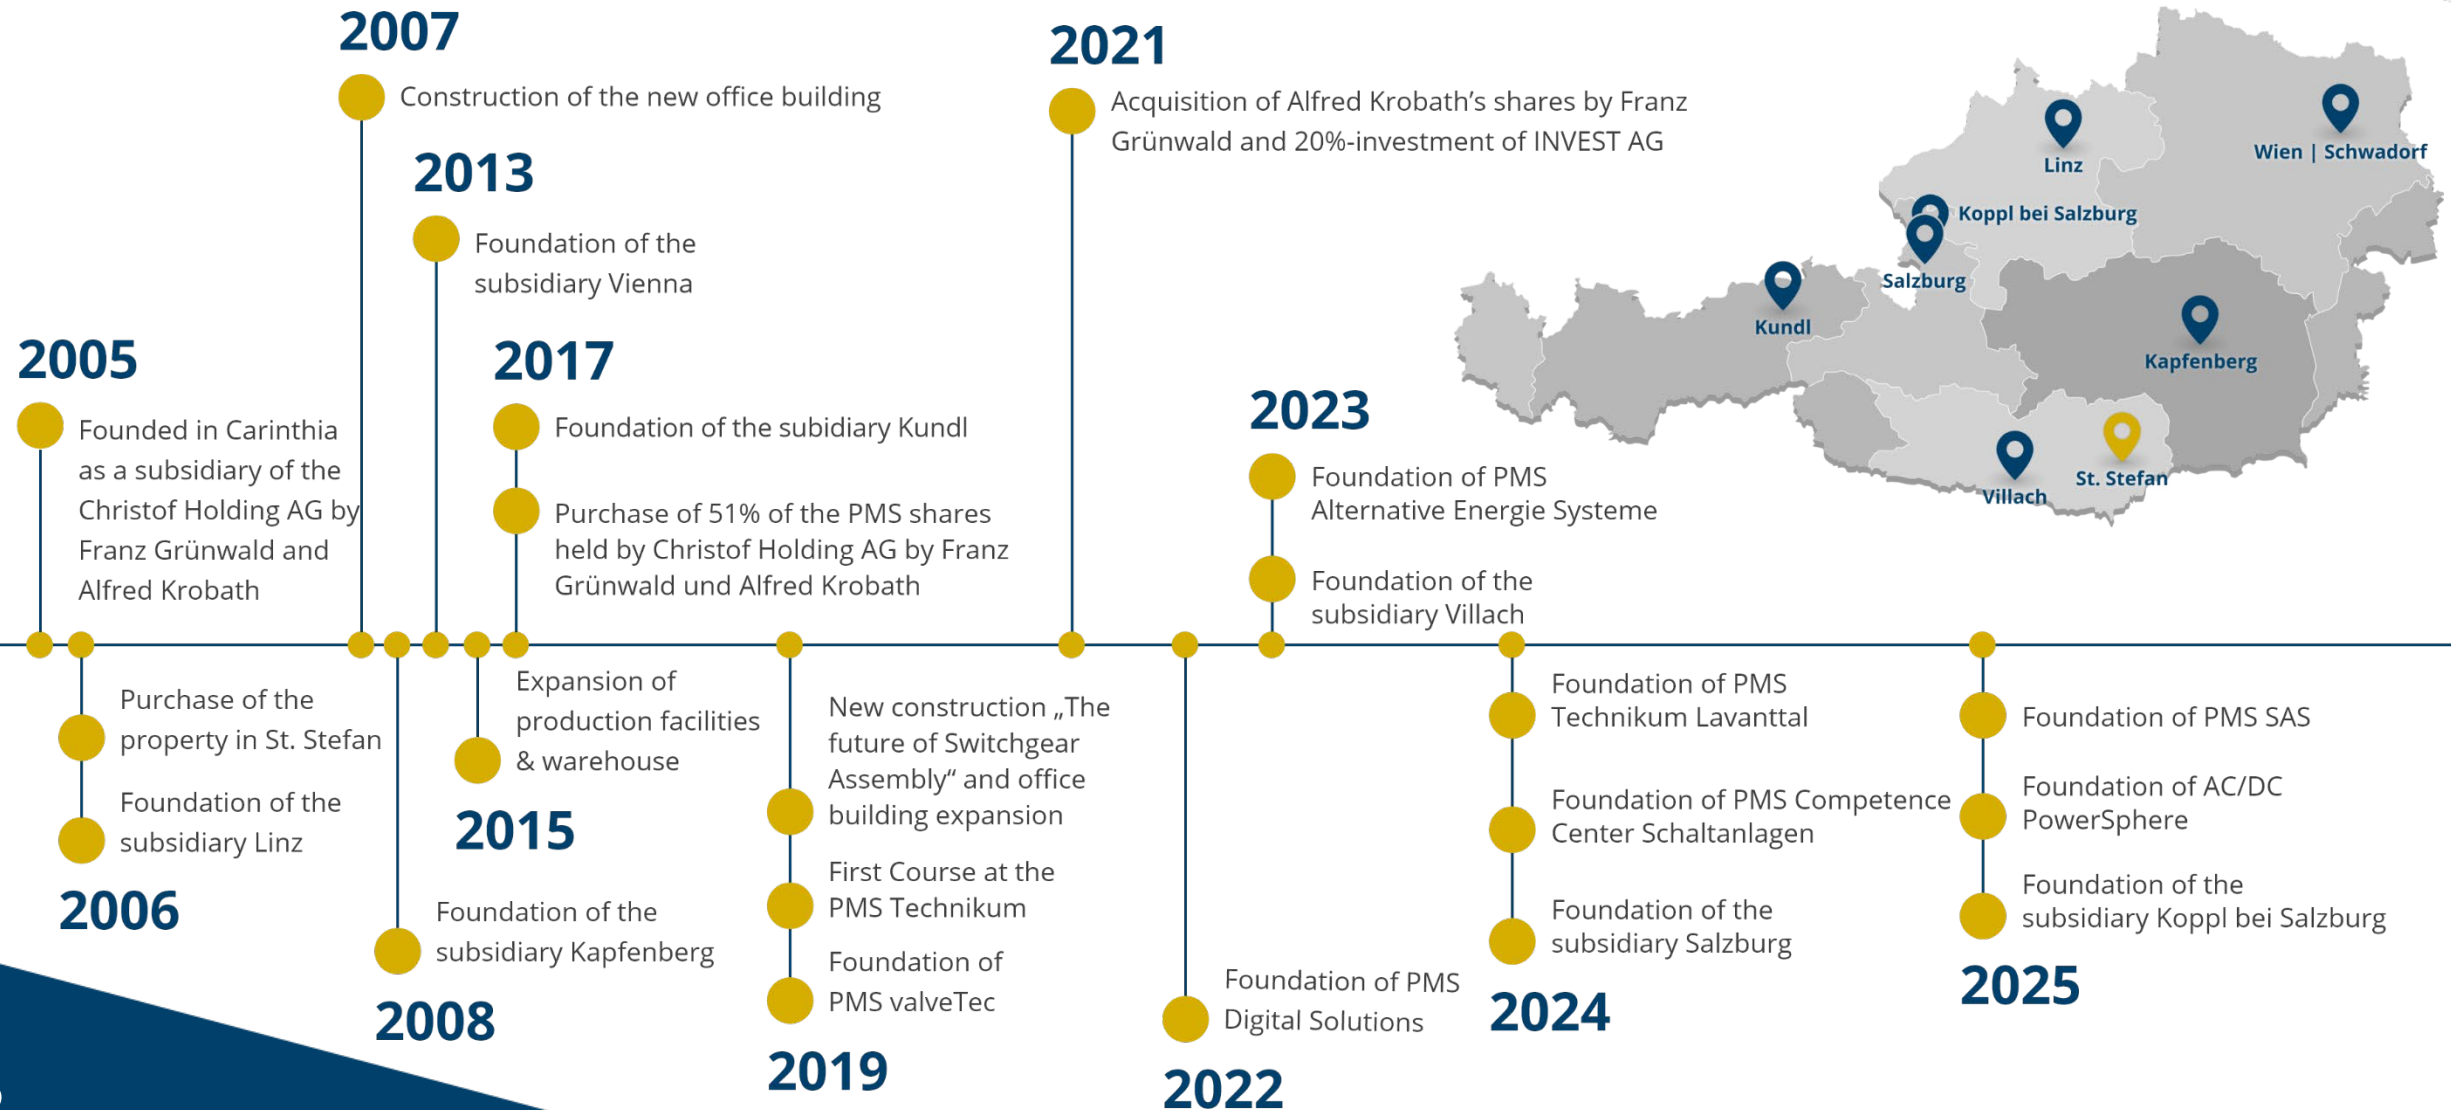 2007
Construction of the new office building
2013
Foundation of the
subsidiary Vienna
2005
Founded in Carinthia
as a subsidiary of the
Christof Holding AG by
Franz Grünwald and
Alfred Krobath
2017
Foundation of the subidiary Kundl
Purchase of 51% of the PMS shares
held by Christof Holding AG by Franz
Grünwald und Alfred Krobath
2021
Acquisition of Alfred Krobath’s shares by Franz
Grünwald and 20%-investment of INVEST AG
2023
Foundation of PMS
Alternative Energie Systeme
Foundation of the
subsidiary Villach
Linz
Wien | Schwadorf
Koppl bei Salzburg
Salzburg
Kundl
Kapfenberg
St. Stefan
Villach
Purchase of the
property in St. Stefan
Foundation of the
subsidiary Linz
2006
Foundation of the
subsidiary Kapfenberg
2008
Expansion of
production facilities
& warehouse
2015
New construction „The
future of Switchgear
Assembly“ and office
building expansion
First Course at the
PMS Technikum
Foundation of
PMS valveTec
2019
Foundation of PMS
Digital Solutions
2022
Foundation of PMS
Technikum Lavanttal
Foundation of PMS Competence
Center Schaltanlagen
Foundation of the
subsidiary Salzburg
2024
Foundation of PMS SAS
Foundation of AC/DC
PowerSphere
Foundation of the
subsidiary Koppl bei Salzburg
2025